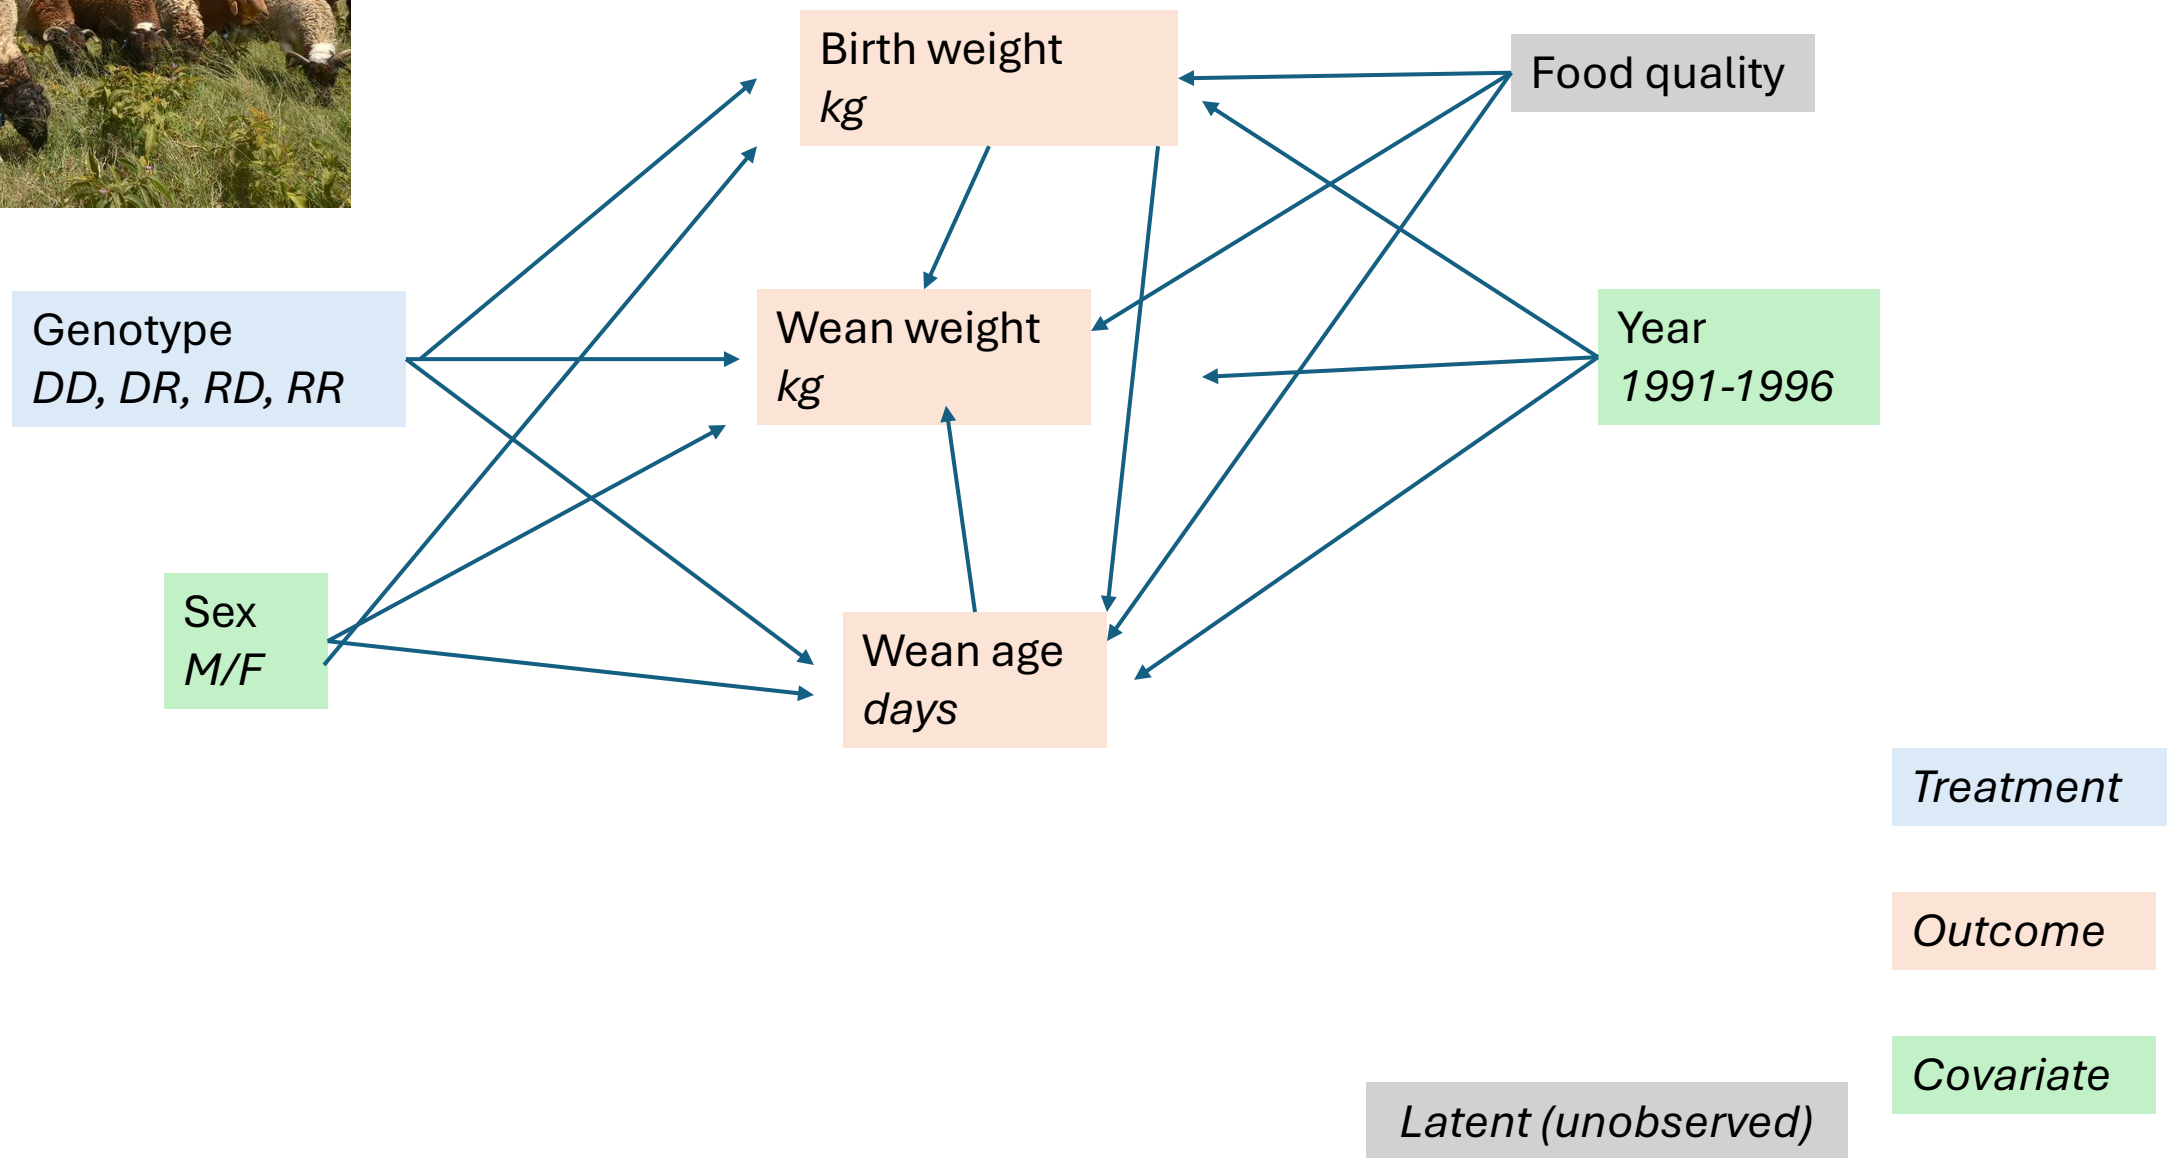 Birth weight
kg
Food quality
Genotype
DD, DR, RD, RR
Wean weight
kg
Year
1991-1996
Sex
M/F
Wean age
days
Treatment
Outcome
Covariate
Latent (unobserved)